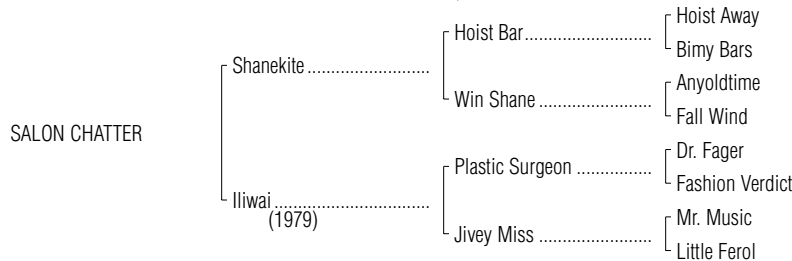 Hoist Away
Hoist Bar..............................
Bimy Bars
Shanekite ..........................
Anyoldtime
Win Shane ........................
Fall Wind
SALON CHATTER
Dr. Fager
Plastic Surgeon ................
Fashion Verdict
Iliwai.................................
(1979)
Mr. Music
Jivey Miss ........................
Little Ferol